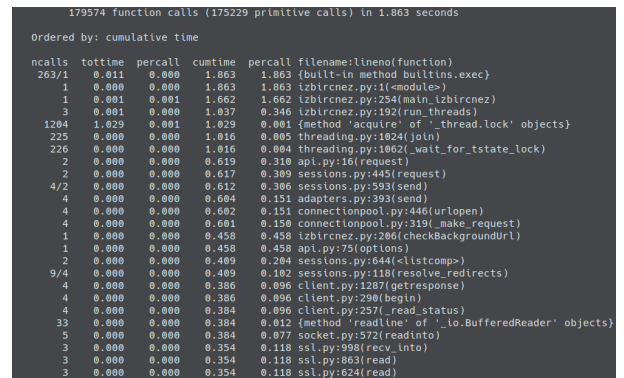 179574 function calls (175229 primitive calls) in 1.863 seconds
Ordered by: cumulative time
ncalls tottime percall cumtime percall filename:lineno(function)
263/1 0.011 0.000 1.863 1.863 {built-in method builtins.exec}
1 0.000 0.000 1.863 1.863 izbircnez.py:1(<module>)
1 0.001 0.001 1.662 1.662 izbircnez.py:254(main_izbircnez)
3 0.001 0.000 1.037 0.346 izbircnez.py:192(run_threads)
1204 1.029 0.001 1.029 0.001 {method 'acquire' of '_thread.lock' objects}
225 0.000 0.000 1.016 0.005 threading.py:1024(join)
226 0.000 0.000 1.016 0.004 threading.py:1062(_wait_for_tstate_lock)
2 0.000 0.000 0.619 0.310 api.py:16(request)
2 0.000 0.000 0.617 0.309 sessions.py:445(request)
4/2 0.000 0.000 0.612 0.306 sessions.py:593(send)
4 0.000 0.000 0.604 0.151 adapters.py:393(send)
4 0.000 0.000 0.602 0.151 connectionpool.py:446(urlopen)
4 0.000 0.000 0.601 0.150 connectionpool.py:319(_make_request)
1 0.000 0.000 0.458 0.458 izbircnez.py:206(checkBackgroundUrl)
1 0.000 0.000 0.458 0.458 api.py:75(options)
2 0.000 0.000 0.409 0.204 sessions.py:644(<listcomp>)
9/4 0.000 0.000 0.409 0.102 sessions.py:118(resolve_redirects)
4 0.000 0.000 0.386 0.096 client.py:1287(getresponse)
4 0.000 0.000 0.386 0.096 client.py:290(begin)
4 0.000 0.000 0.384 0.096 client.py:257(_read_status)
33 0.000 0.000 0.384 0.012 {method 'readline' of '_io.BufferedReader' objects}
5 0.000 0.000 0.384 0.077 socket.py:572(readinto)
3 0.000 0.000 0.354 0.118 ssl.py:998(recv_into)
3 0.000 0.000 0.354 0.118 ssl.py:863(read)
3 0.000 0.000 0.354 0.118 ssl.py:624(read)